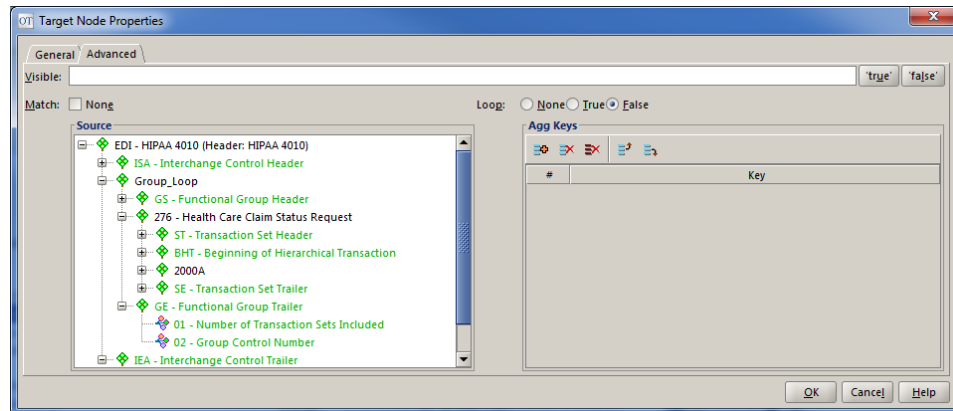 OT Target Node Properties
General Advanced
Visible: 'true' 'false'
Match: None Loop: None True False
Source Agg Keys
EDI - HIPAA 4010 (Header: HIPAA 4010)
ISA - Interchange Control Header
# Key
Group_Loop
GS - Functional Group Header
276 - Health Care Claim Status Request
ST - Transaction Set Header
BHT - Beginning of Hierarchical Transaction
2000A
SE - Transaction Set Trailer
GE - Functional Group Trailer
01 - Number of Transaction Sets Included
02 - Group Control Number
IEA - Interchange Control Trailer
OK Cancel Help